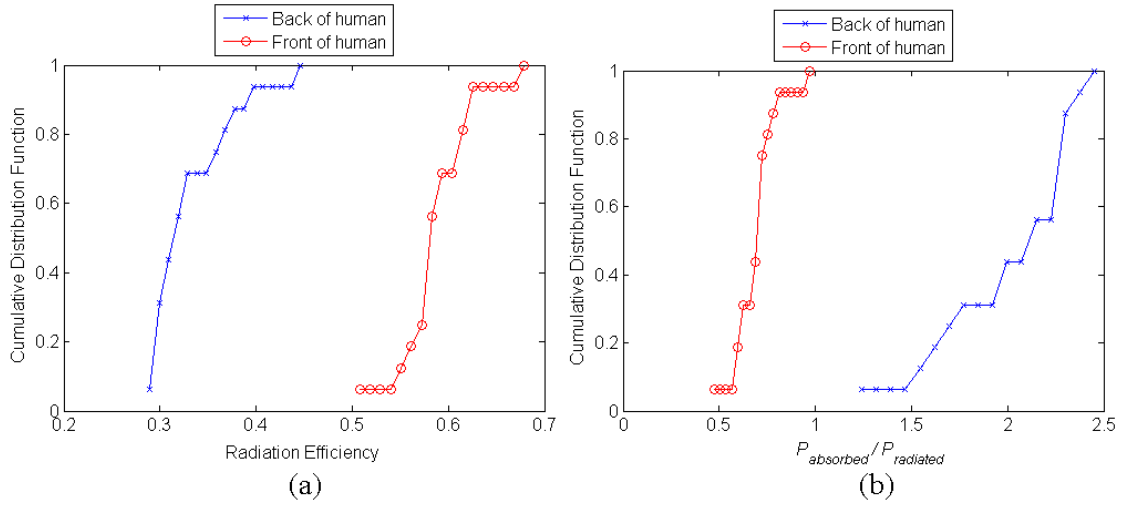 Back of human
Front of human
Cumulative Distribution Function
1
0.8
0.6
0.4
0.2
0
0.2
0.3
0.4
0.5
0.6
0.7
Radiation Efficiency
(a)
Back of human
Front of human
Cumulative Distribution Function
1
0.8
0.6
0.4
0.2
0
0
0.5
1
1.5
2
2.5
P_absorbed / P_radiated
(b)